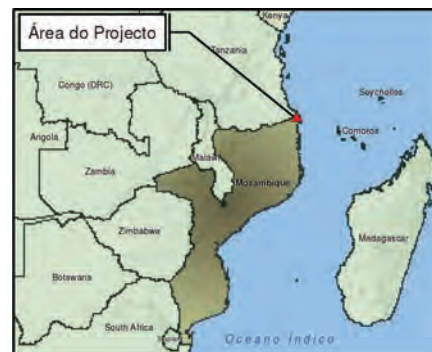 Kenya
Área do Projecto
Tanzania
Congo (DRC)
Seychelles
Angola
Comoros
Malawi
Zambia
Mozambique
Zimbabwe
Madagascar
Botswana
South Africa
Oceano Índico